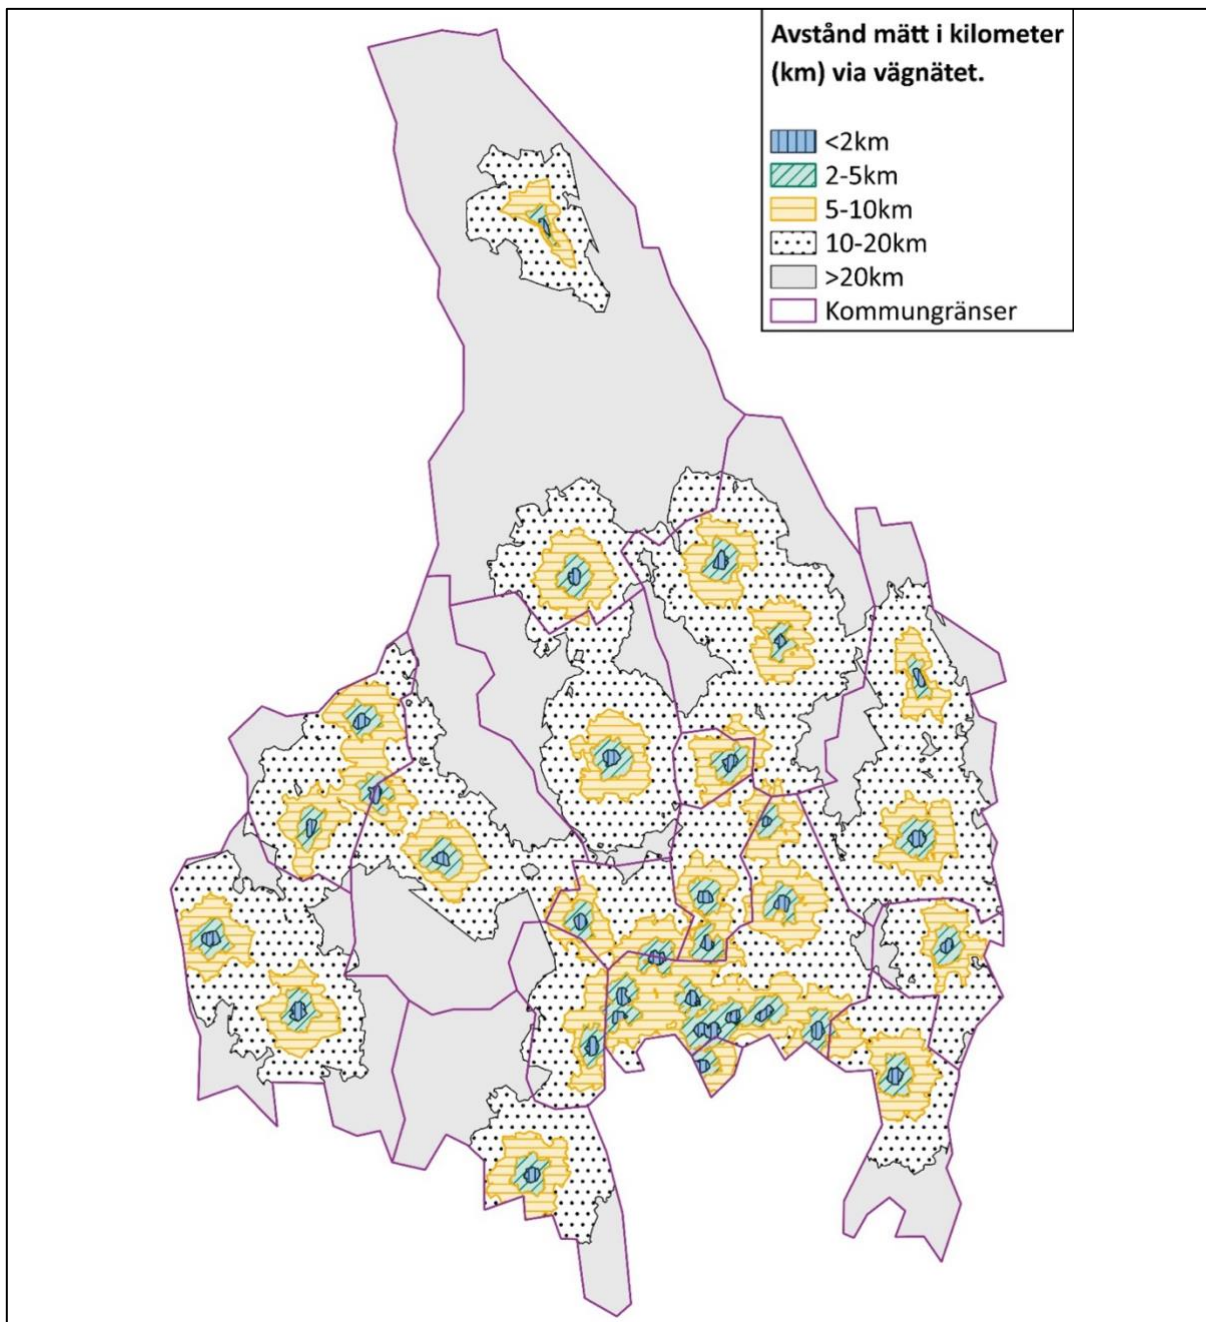 Avstånd mätt i kilometer
(km) via vägnätet.
<2km
2-5km
5-10km
10-20km
>20km
Kommungränser